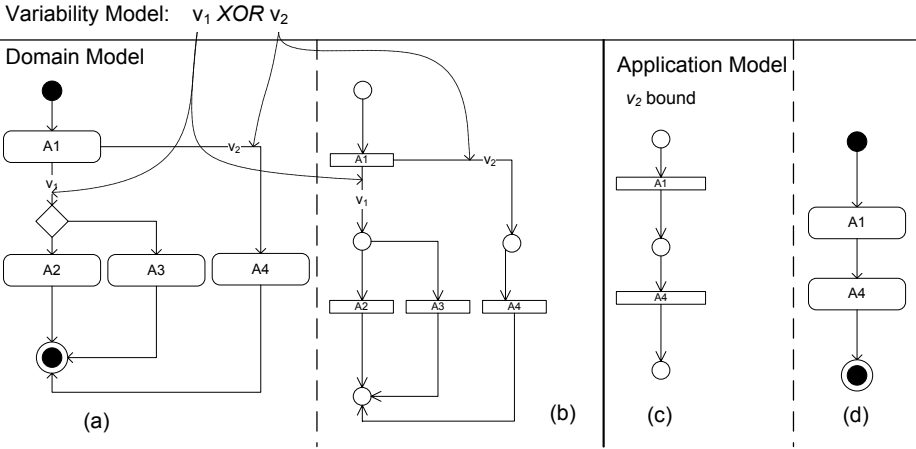 Variability Model: v1 XOR v2
Domain Model
Application Model
v2 bound
A1
v2
v1
A2
A3
A4
(a)
A1
v2
v1
A2
A3
A4
(b)
A1
A4
(c)
A1
A4
(d)